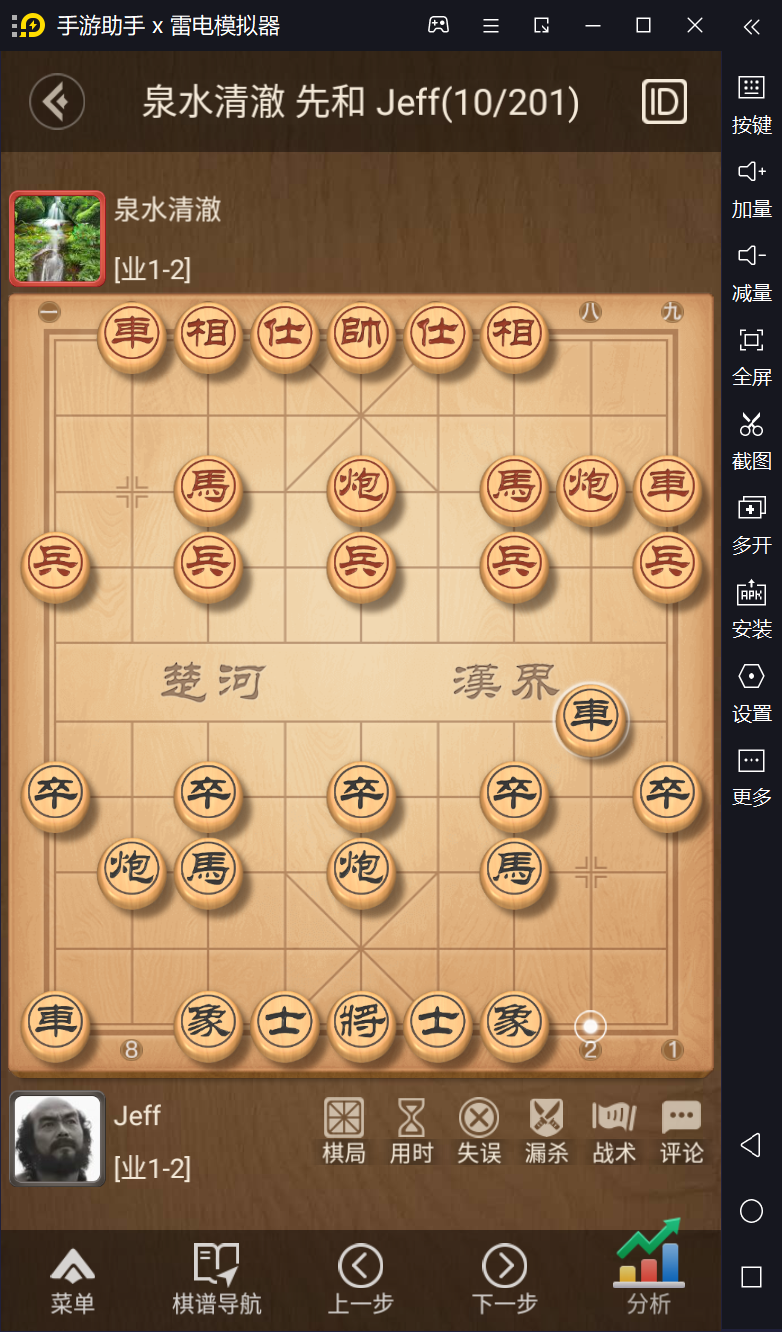 手游助手 x 雷电模拟器
泉水清澈 先和 Jeff(10/201)
ID
按键
加量
减量
全屏
截图
多开
APK
安装
设置
更多
泉水清澈
[业1-2]
一 八 九
車 相 仕 帥 仕 相
馬 炮 馬 炮 車
兵 兵 兵 兵 兵
楚河 漢界
車
卒 卒 卒 卒 卒
炮 馬 炮 馬
車 象 士 將 士 象
8 2 1
Jeff
[业1-2]
棋局 用时 失误 漏杀 战术 评论
菜单 棋谱导航 上一步 下一步 分析